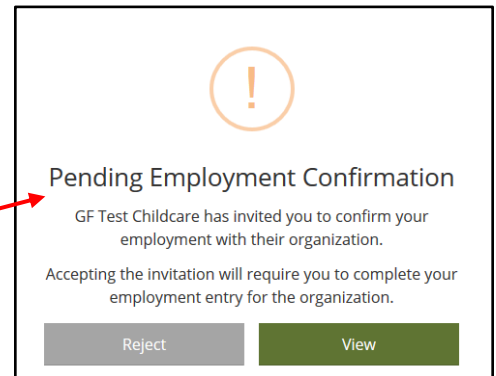 !
Pending Employment Confirmation
GF Test Childcare has invited you to confirm your
employment with their organization.
Accepting the invitation will require you to complete your
employment entry for the organization.
Reject View